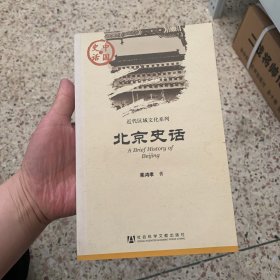 中国
史话
近代区域文化系列
北京史话
A Brief History of
Beijing
著
社会科学文献出版社